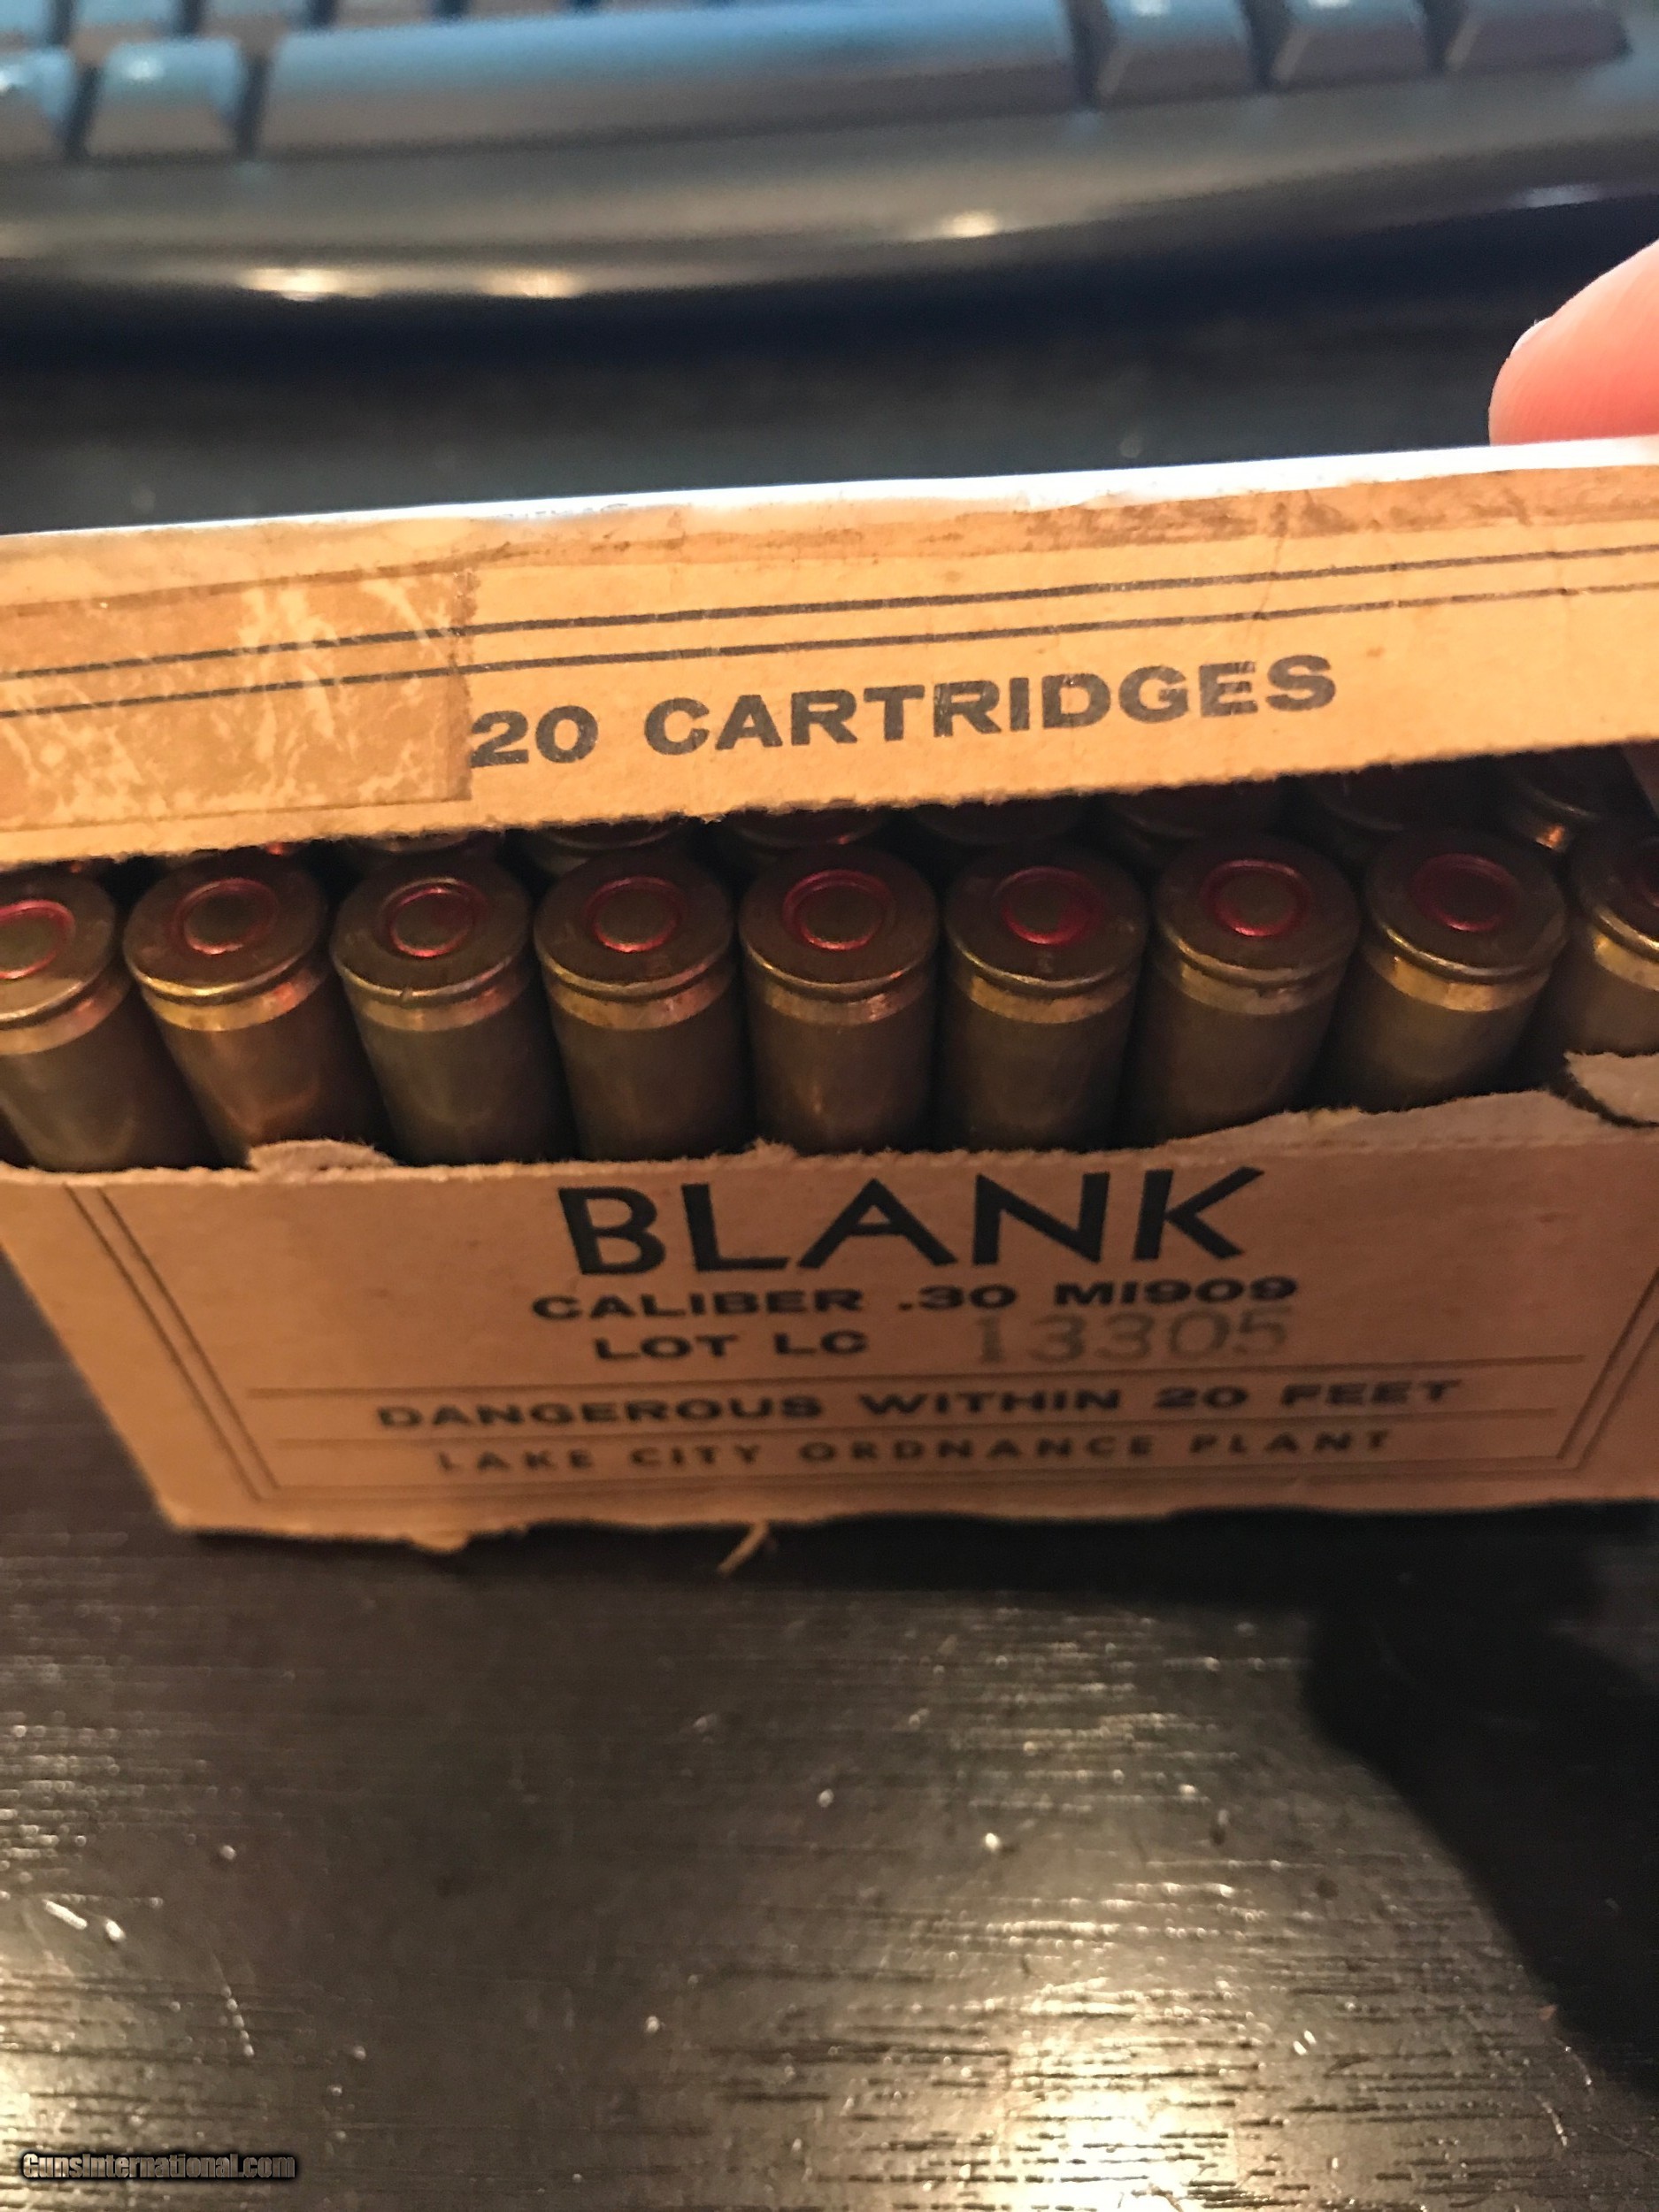 20 CARTRIDGES
BLANK
CALIBER .30 M1909
LOT LC 13305
DANGEROUS WITHIN 20 FEET
LAKE CITY ORDNANCE PLANT
GunsInternational.com